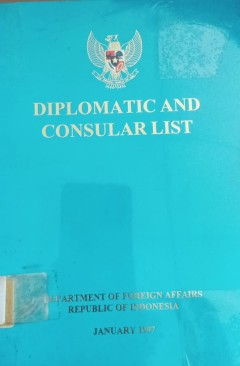 DIPLOMATIC AND
CONSULAR LIST
DEPARTMENT OF FOREIGN AFFAIRS
REPUBLIC OF INDONESIA
JANUARY